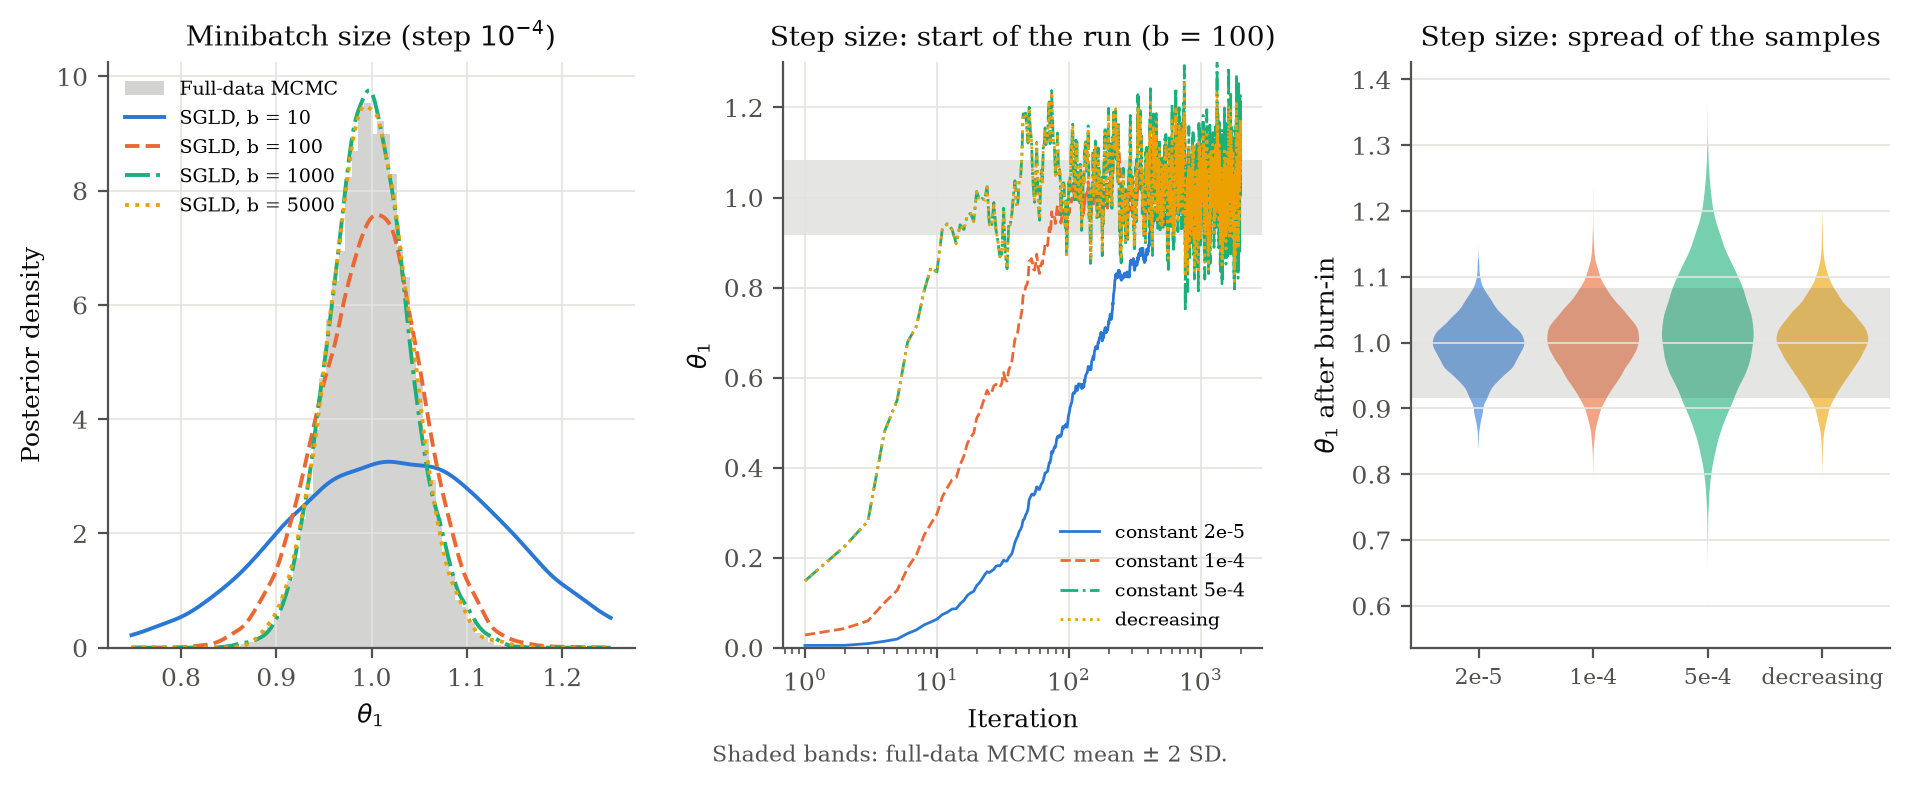 Minibatch size (step 10⁻⁴)
Posterior density
10
8
6
4
2
0
Full-data MCMC
SGLD, b = 10
SGLD, b = 100
SGLD, b = 1000
SGLD, b = 5000
0.8 0.9 1.0 1.1 1.2
θ₁
Step size: start of the run (b = 100)
θ₁
1.2
1.0
0.8
0.6
0.4
0.2
0.0
constant 2e-5
constant 1e-4
constant 5e-4
decreasing
10⁰ 10¹ 10² 10³
Iteration
Step size: spread of the samples
θ₁ after burn-in
1.4
1.3
1.2
1.1
1.0
0.9
0.8
0.7
0.6
2e-5 1e-4 5e-4 decreasing
Shaded bands: full-data MCMC mean ± 2 SD.